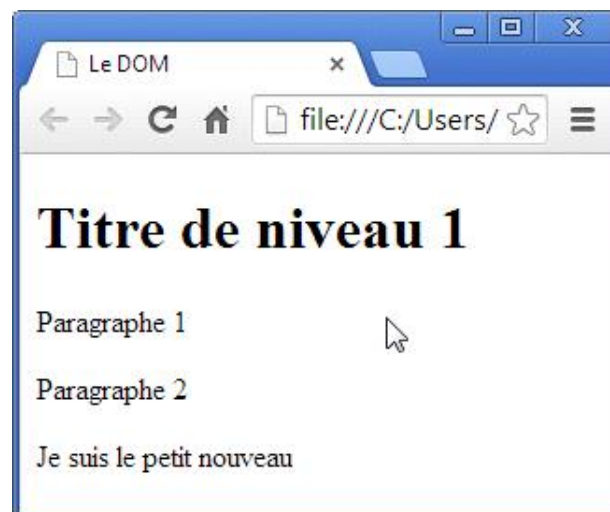 Le DOM
file:///C:/Users/
Titre de niveau 1
Paragraphe 1
Paragraphe 2
Je suis le petit nouveau